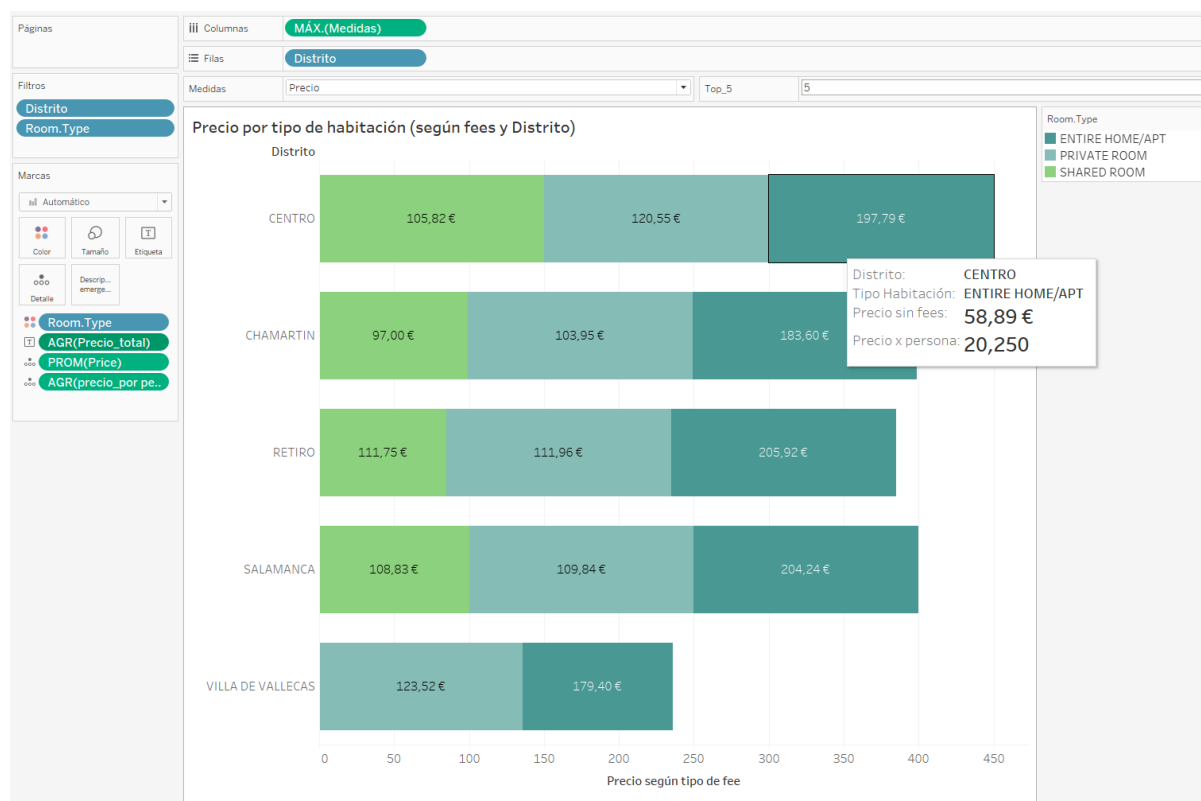 Páginas
iii Columnas
MÁX.(Medidas)
Filas
Distrito
Filtros
Distrito
Room.Type
Medidas
Precio
Top_5
5
Marcas
Automático
Color
Tamaño
Etiqueta
Detalle
Descrip...
emerge...
Room.Type
AGR(Precio_total)
PROM(Price)
AGR(precio_por pe..
Precio por tipo de habitación (según fees y Distrito)
Distrito
CENTRO
105,82 €
120,55 €
197,79 €
CHAMARTIN
97,00 €
103,95 €
183,60 €
RETIRO
111,75 €
111,96 €
205,92 €
SALAMANCA
108,83 €
109,84 €
204,24 €
VILLA DE VALLECAS
123,52 €
179,40 €
0 50 100 150 200 250 300 350 400 450
Precio según tipo de fee
Distrito: CENTRO
Tipo Habitación: ENTIRE HOME/APT
Precio sin fees: 58,89 €
Precio x persona: 20,250
Room.Type
ENTIRE HOME/APT
PRIVATE ROOM
SHARED ROOM